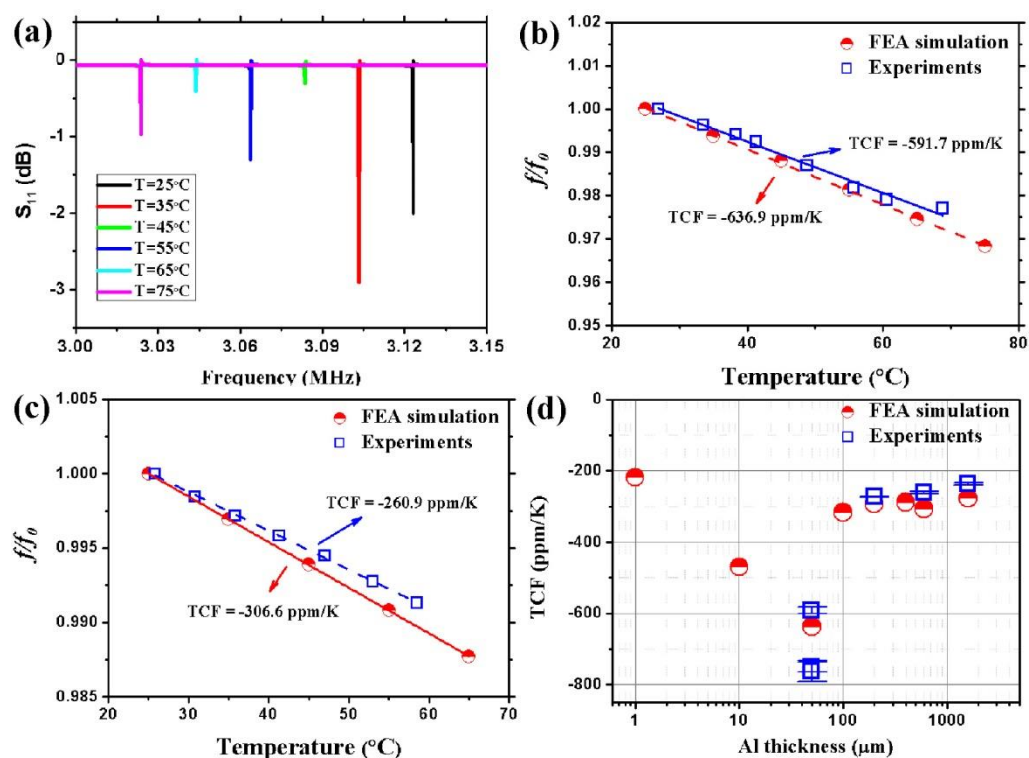 (a)
0
-1
-2
-3
S11 (dB)
T=25°C
T=35°C
T=45°C
T=55°C
T=65°C
T=75°C
3.00
3.03
3.06
3.09
3.12
3.15
Frequency (MHz)
(b)
1.02
1.01
1.00
0.99
0.98
0.97
0.96
0.95
f/f0
FEA simulation
Experiments
TCF = -591.7 ppm/K
TCF = -636.9 ppm/K
20
40
60
80
Temperature (°C)
(c)
1.005
1.000
0.995
0.990
0.985
f/f0
FEA simulation
Experiments
TCF = -260.9 ppm/K
TCF = -306.6 ppm/K
20
30
40
50
60
70
Temperature (°C)
(d)
0
-200
-400
-600
-800
TCF (ppm/K)
FEA simulation
Experiments
1
10
100
1000
Al thickness (μm)